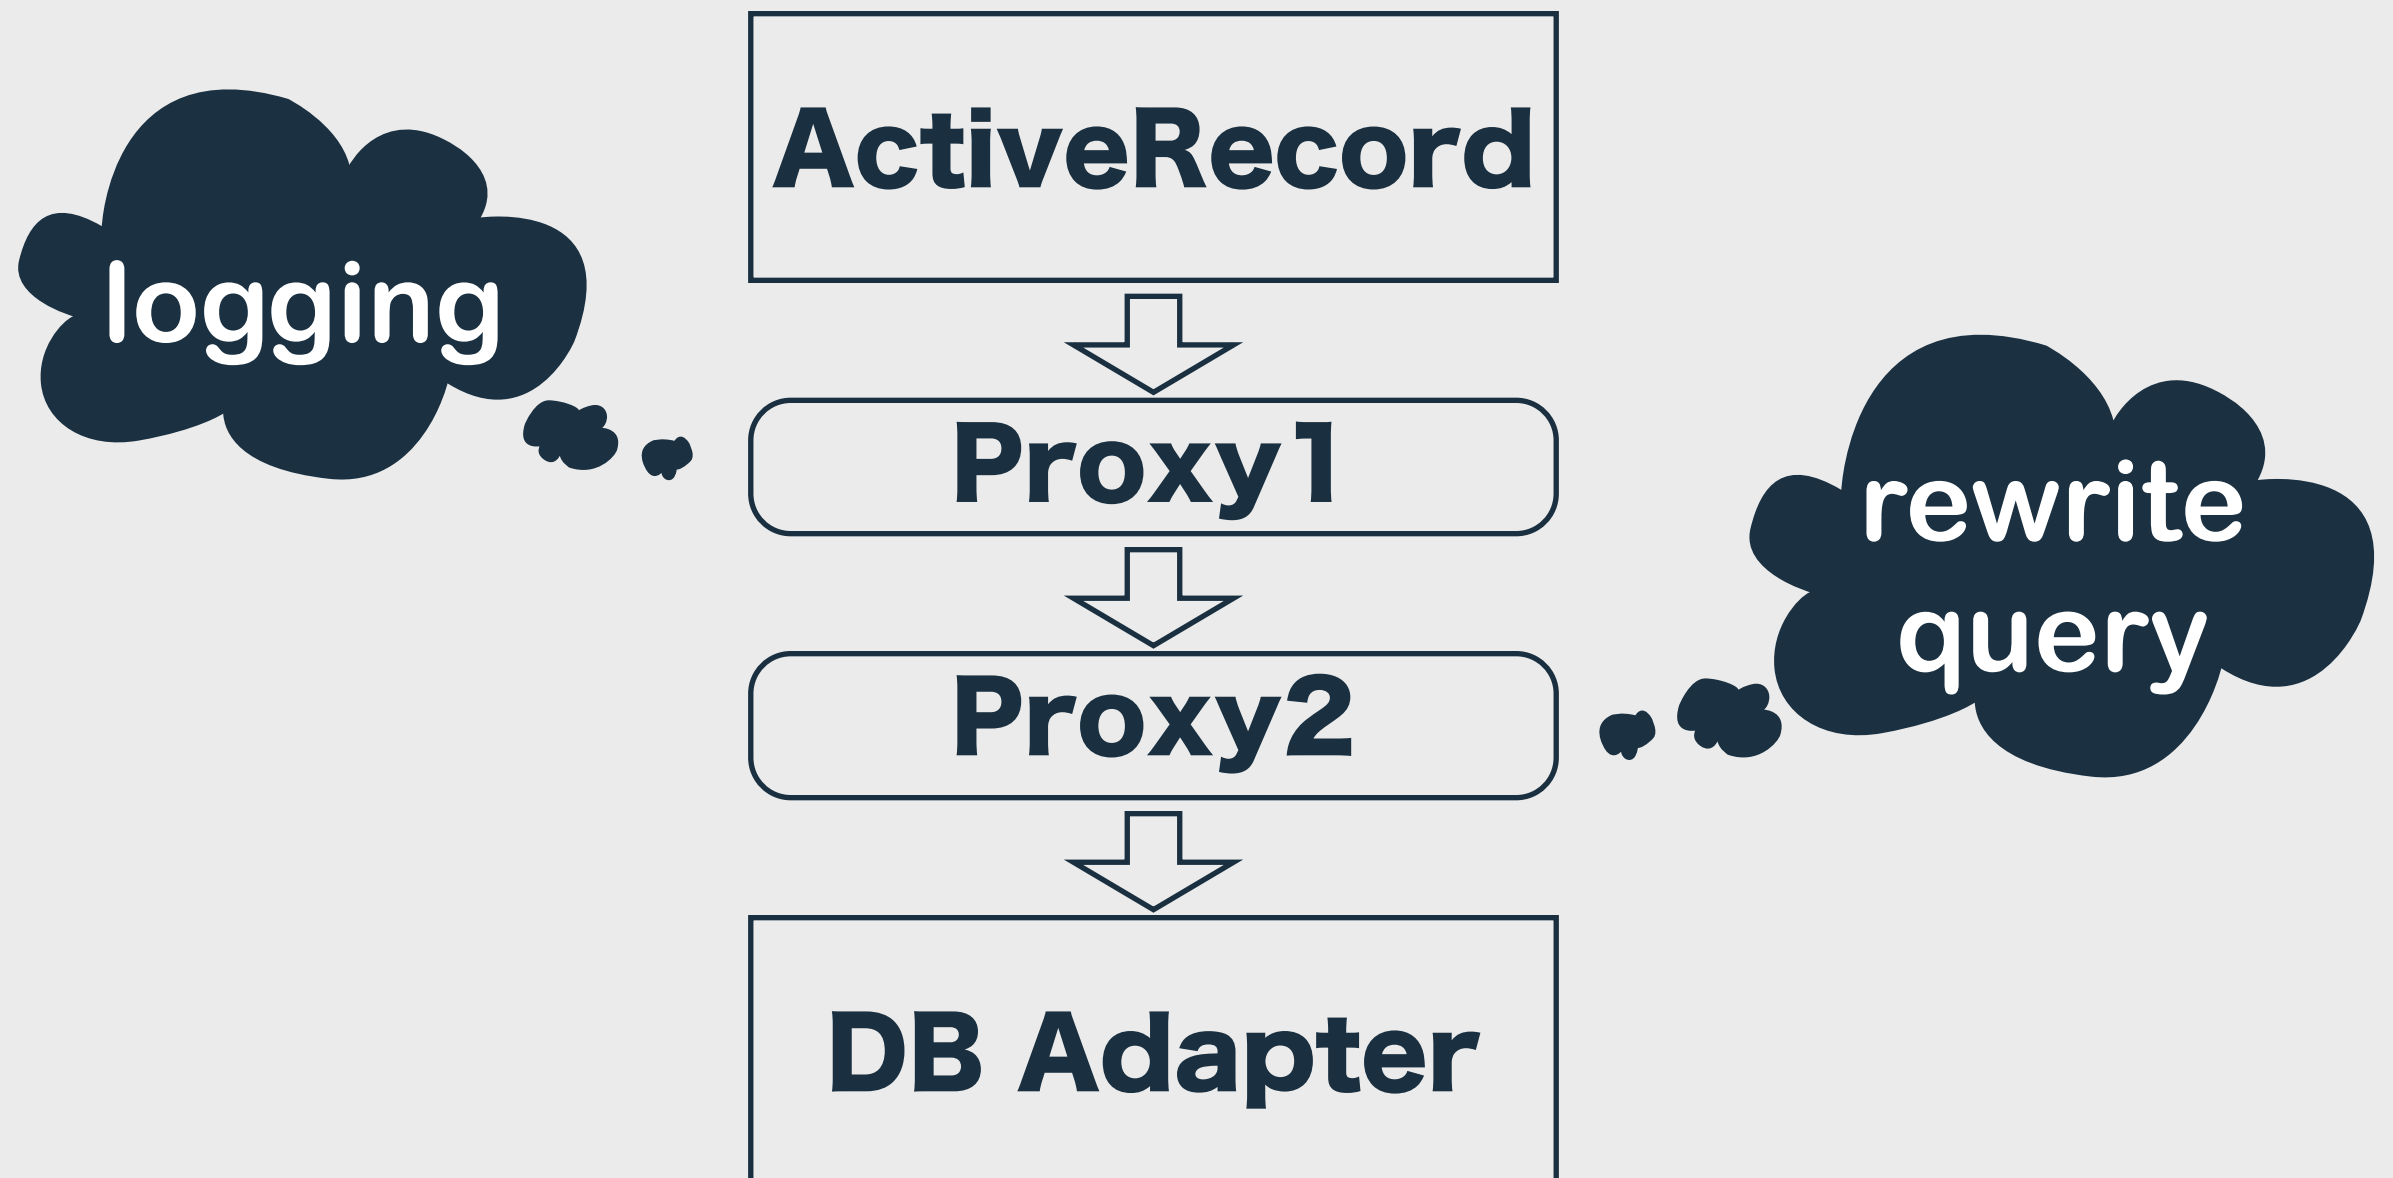 ActiveRecord
logging
Proxy1
rewrite
query
Proxy2
DB Adapter